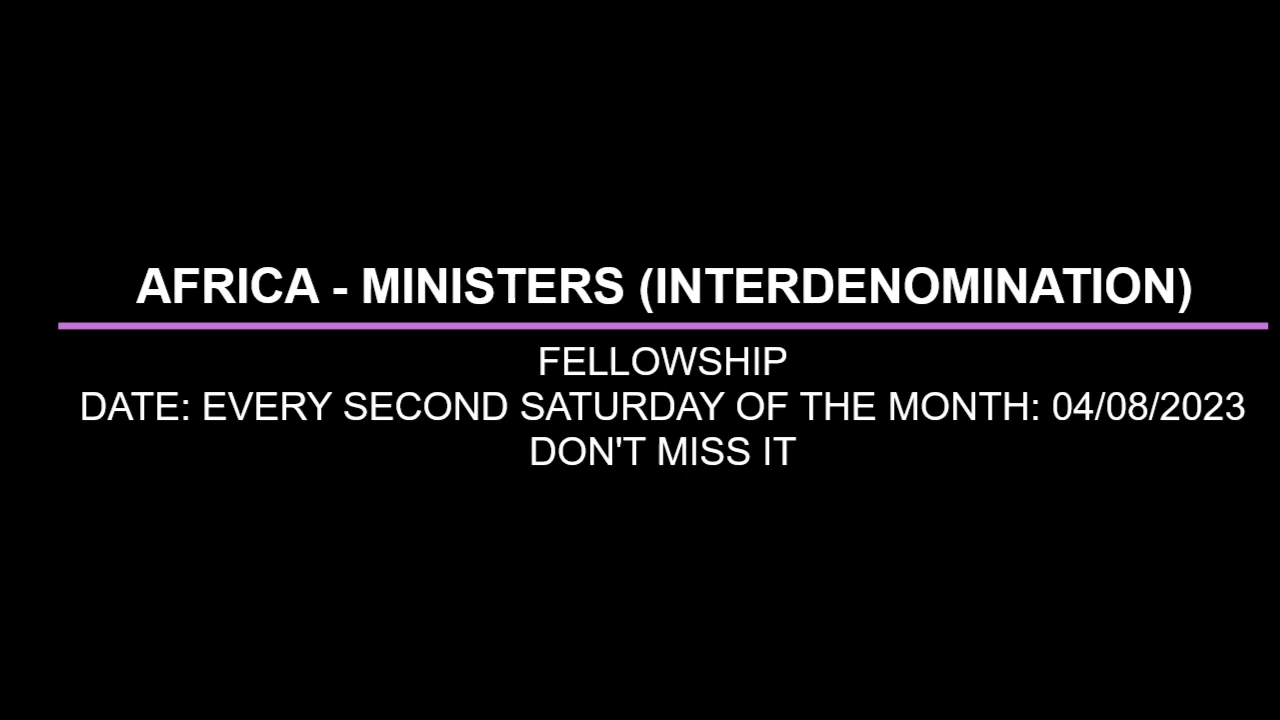 AFRICA - MINISTERS (INTERDENOMINATION)
FELLOWSHIP
DATE: EVERY SECOND SATURDAY OF THE MONTH: 04/08/2023
DON'T MISS IT